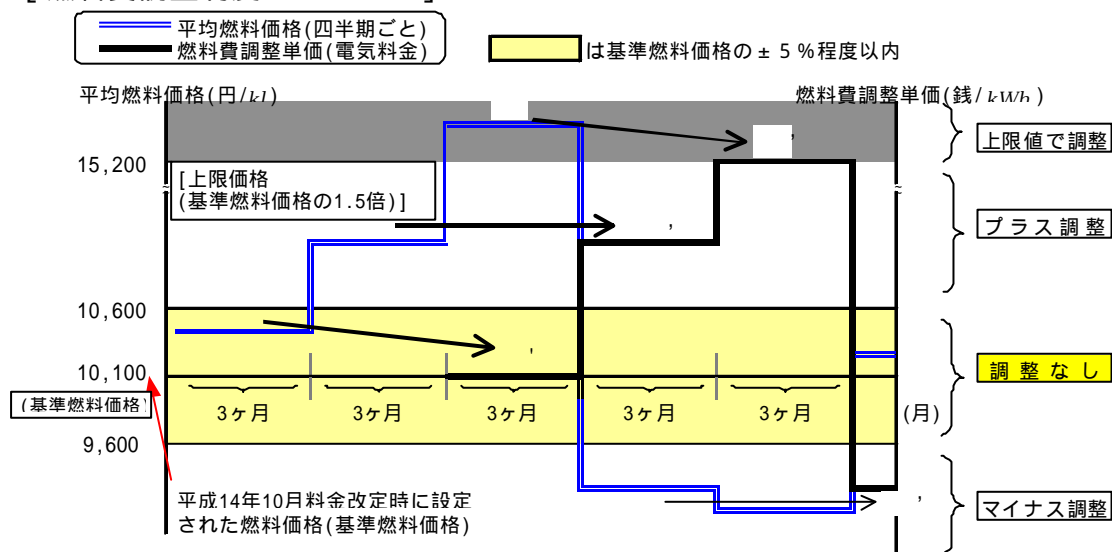 平均燃料価格(四半期ごと)
燃料費調整単価(電気料金)
は基準燃料価格の±5%程度以内
平均燃料価格(円/kl)
燃料費調整単価(銭/kWh)
上限値で調整
15,200
[上限価格
(基準燃料価格の1.5倍)]
プラス調整
10,600
10,100
調整なし
(基準燃料価格)
3ヶ月
3ヶ月
3ヶ月
3ヶ月
3ヶ月
(月)
9,600
平成14年10月料金改定時に設定
された燃料価格(基準燃料価格)
マイナス調整